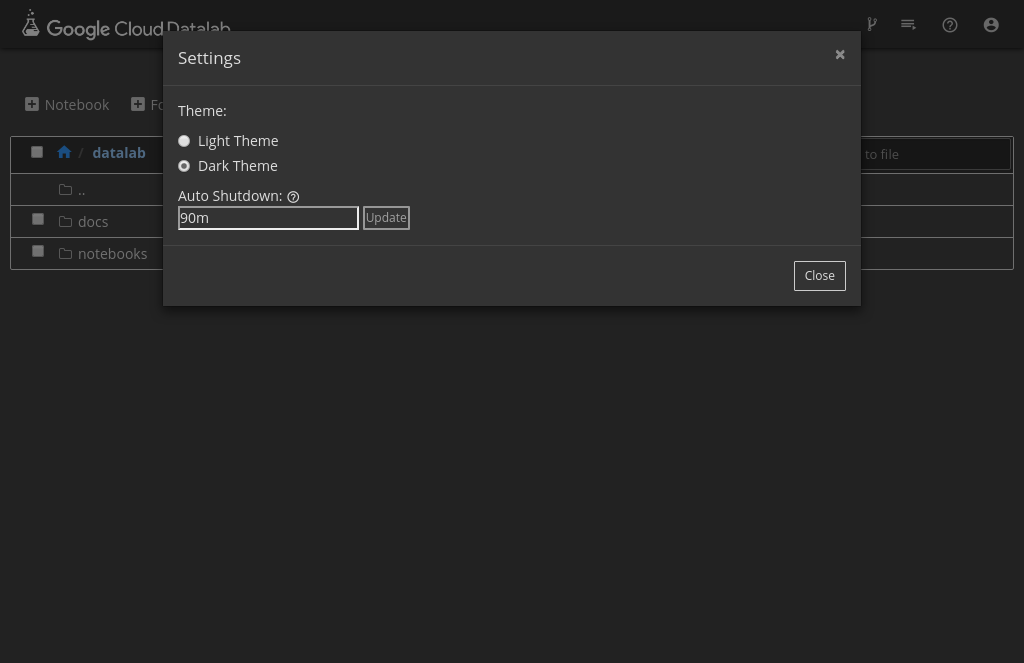 Google Cloud Datalab
Settings
×
Notebook
Theme:
Light Theme
/ datalab
to file
Dark Theme
..
Auto Shutdown:
docs
90m
Update
notebooks
Close